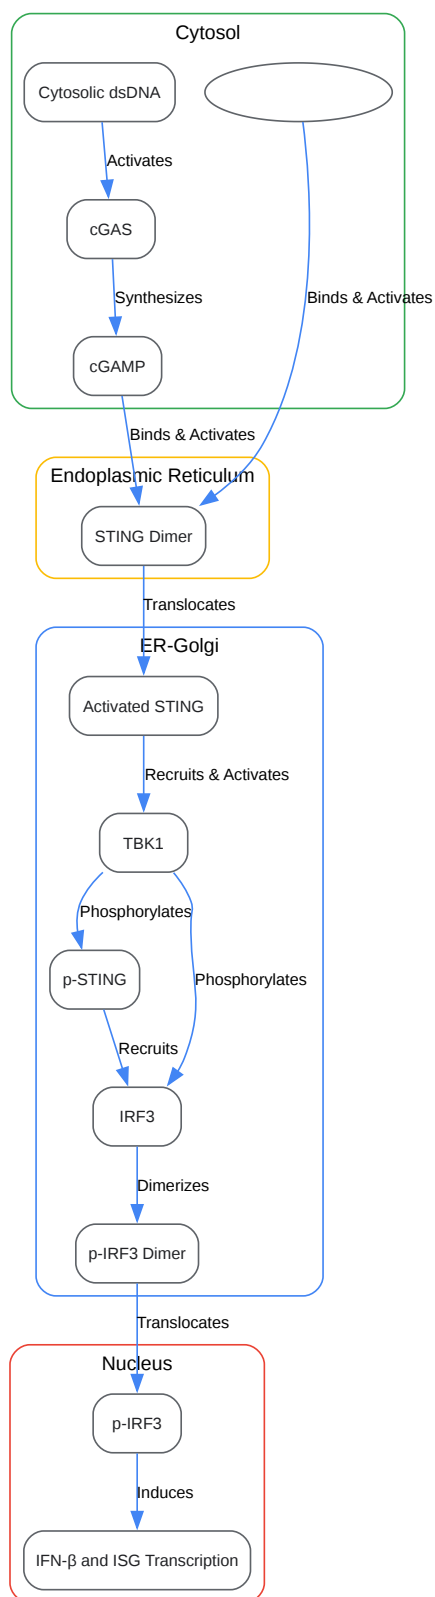 Cytosol
Cytosolic dsDNA
Activates
cGAS
Synthesizes
Binds & Activates
cGAMP
Binds & Activates
Endoplasmic Reticulum
STING Dimer
Translocates
ER-Golgi
Activated STING
Recruits & Activates
TBK1
Phosphorylates
p-STING
Phosphorylates
Recruits
IRF3
Dimerizes
p-IRF3 Dimer
Translocates
Nucleus
p-IRF3
Induces
IFN-β and ISG Transcription